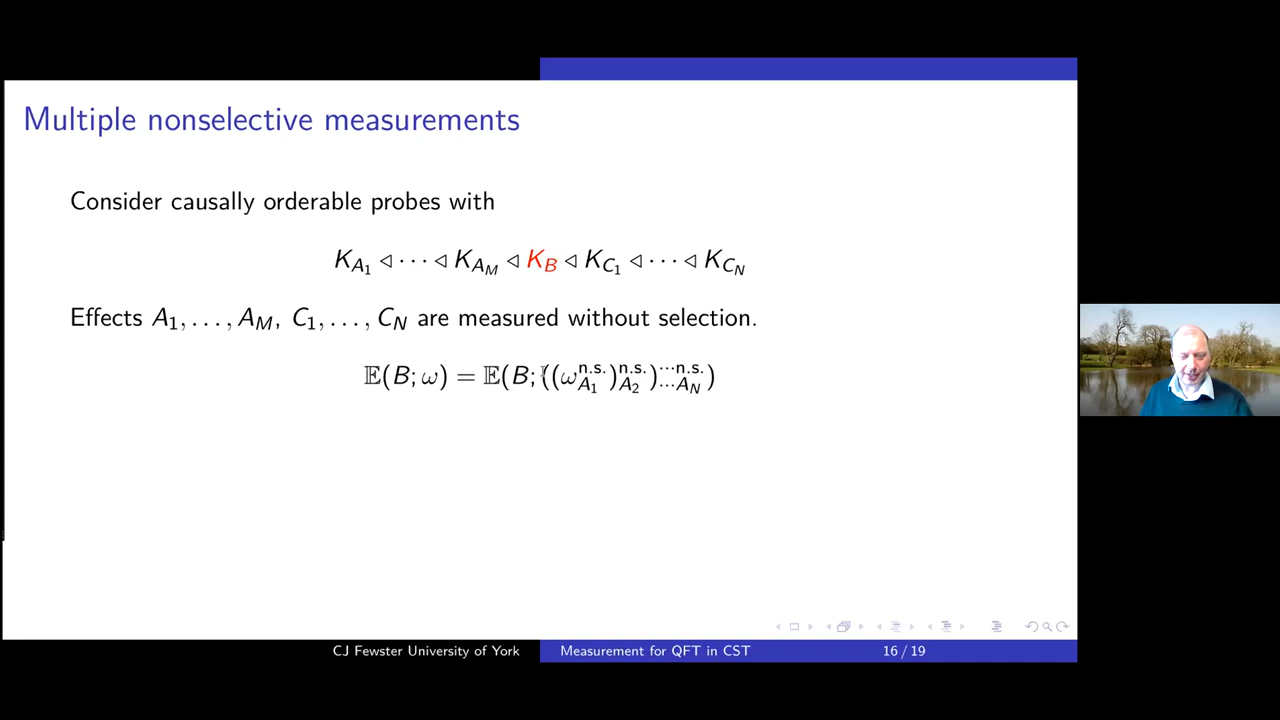 Multiple nonselective measurements
Consider causally orderable probes with
K_{A_1} ◁ ⋯ ◁ K_{A_M} ◁ K_B ◁ K_{C_1} ◁ ⋯ ◁ K_{C_N}
Effects A_1, …, A_M, C_1, …, C_N are measured without selection.
𝔼(B; ω) = 𝔼(B; ((ω^{n.s.}_{A_1})^{n.s.}_{A_2})^{⋯n.s.}_{⋯A_N})
CJ Fewster University of York
Measurement for QFT in CST
16 / 19